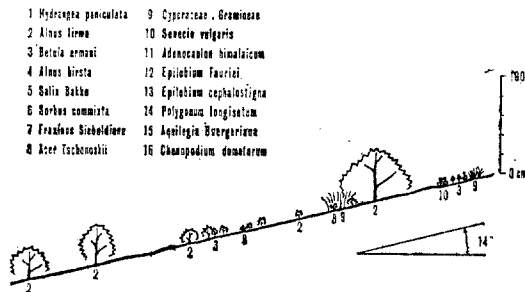 1 Hydrangea paniculata
2 Alnus firma
3 Betula ermani
4 Alnus hirsta
5 Salix Bakko
6 Sorbus commixta
7 Fraxinus Sieboldiana
8 Acer Tschonoskii
9 Cyperaceae , Gramineae
10 Senecio vulgaris
11 Adenocaulon himalaicum
12 Epilobium Fauriei
13 Epilobium cephalostigma
14 Polygonum longisetum
15 Aquilegia Buergeriana
16 Chenopodium
100
0 cm
2 2 2 3 2 9 2 10 3 9
14°